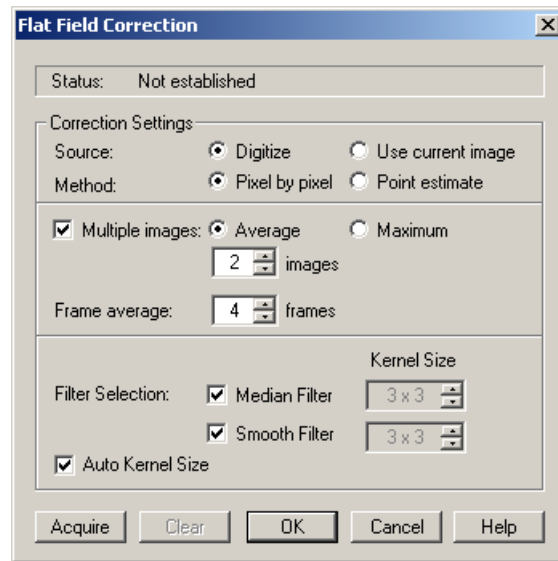 Flat Field Correction
Status: Not established
Correction Settings
Source: Digitize Use current image
Method: Pixel by pixel Point estimate
Multiple images: Average Maximum
2 images
Frame average: 4 frames
Kernel Size
Filter Selection: Median Filter 3 x 3
Smooth Filter 3 x 3
Auto Kernel Size
Acquire Clear OK Cancel Help